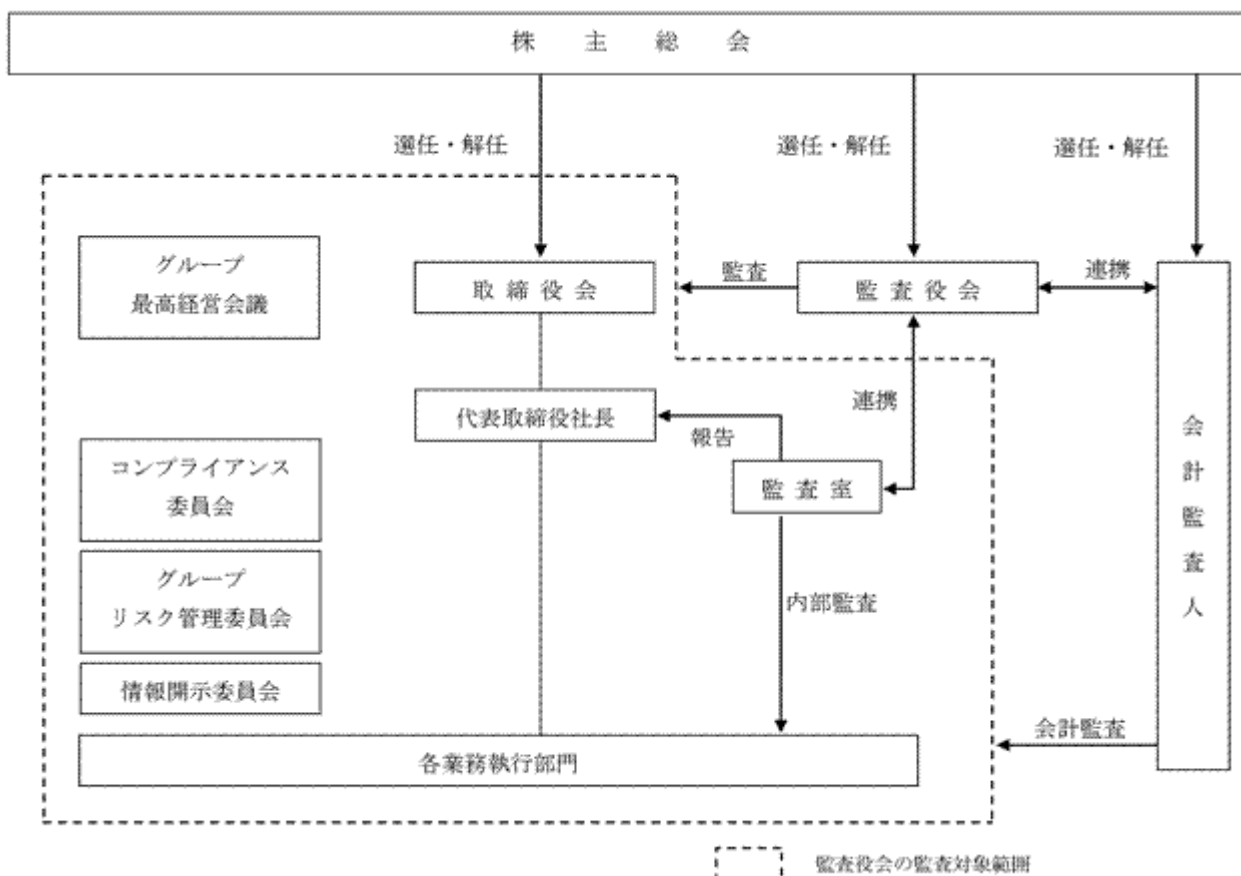 株主総会
選任・解任
選任・解任
選任・解任
グループ
最高経営会議
取締役会
監査
監査役会
連携
代表取締役社長
報告
連携
監査室
コンプライアンス
委員会
グループ
リスク管理委員会
情報開示委員会
内部監査
会計監査人
会計監査
各業務執行部門
監査役会の監査対象範囲